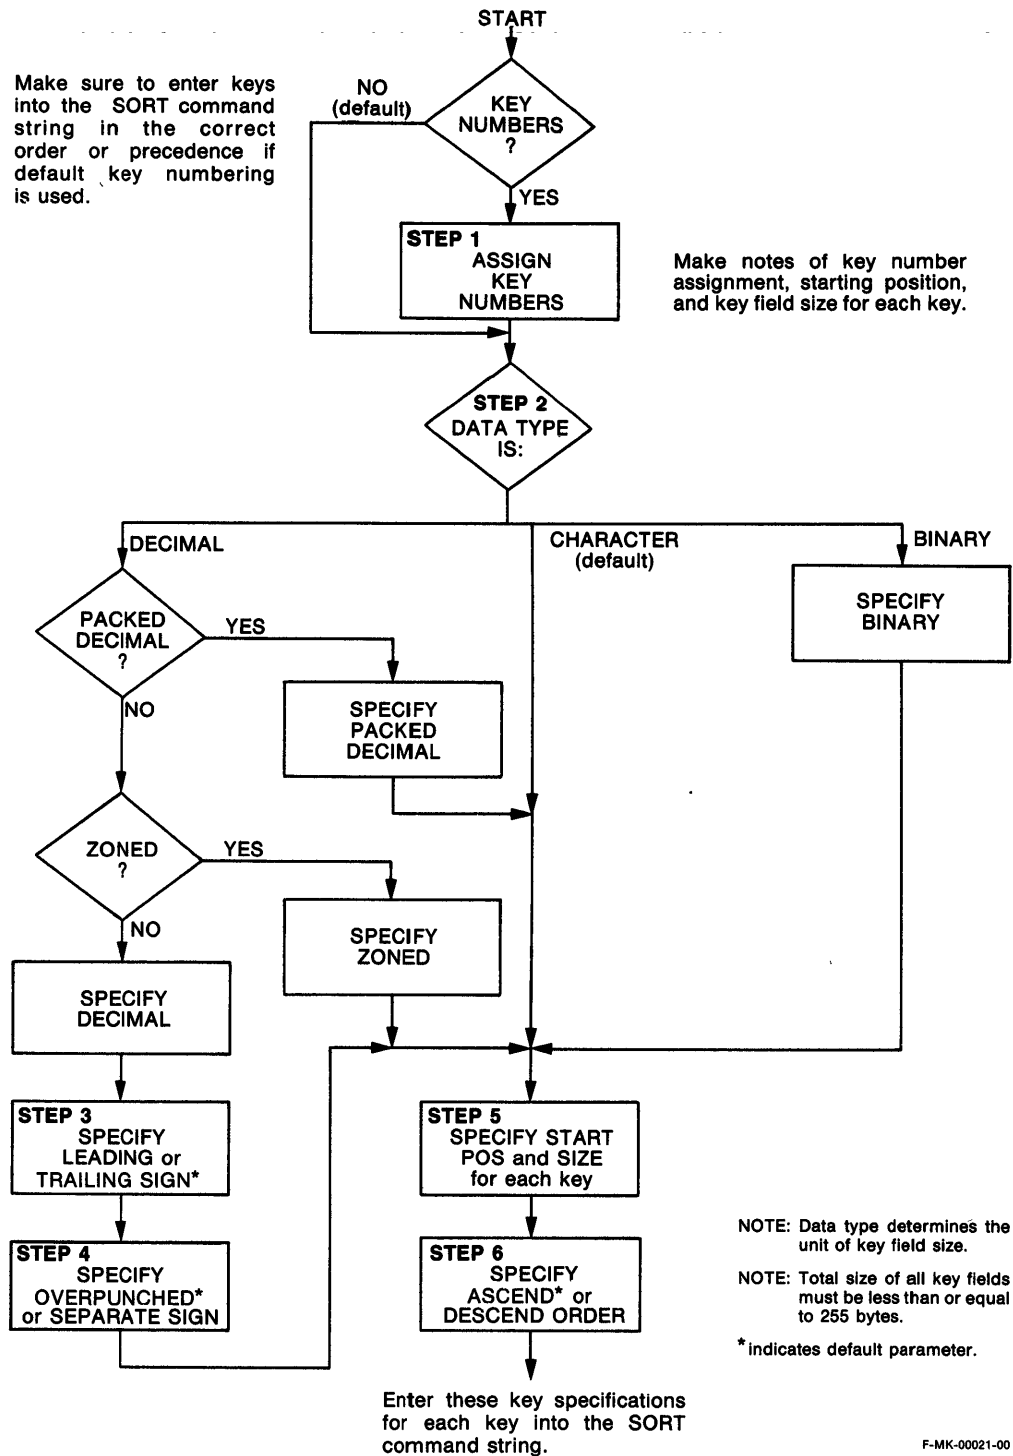 START
Make sure to enter keys
into the SORT command
string in the correct
order or precedence if
default key numbering
is used.
NO
(default)
KEY
NUMBERS
?
YES
STEP 1
ASSIGN
KEY
NUMBERS
Make notes of key number
assignment, starting position,
and key field size for each key.
STEP 2
DATA TYPE
IS:
DECIMAL
CHARACTER
(default)
BINARY
PACKED
DECIMAL
?
YES
SPECIFY
BINARY
NO
SPECIFY
PACKED
DECIMAL
ZONED
?
YES
NO
SPECIFY
ZONED
SPECIFY
DECIMAL
STEP 3
SPECIFY
LEADING or
TRAILING SIGN*
STEP 5
SPECIFY START
POS and SIZE
for each key
STEP 4
SPECIFY
OVERPUNCHED*
or SEPARATE SIGN
STEP 6
SPECIFY
ASCEND* or
DESCEND ORDER
NOTE: Data type determines the
unit of key field size.
NOTE: Total size of all key fields
must be less than or equal
to 255 bytes.
*indicates default parameter.
Enter these key specifications
for each key into the SORT
command string.
F-MK-00021-00